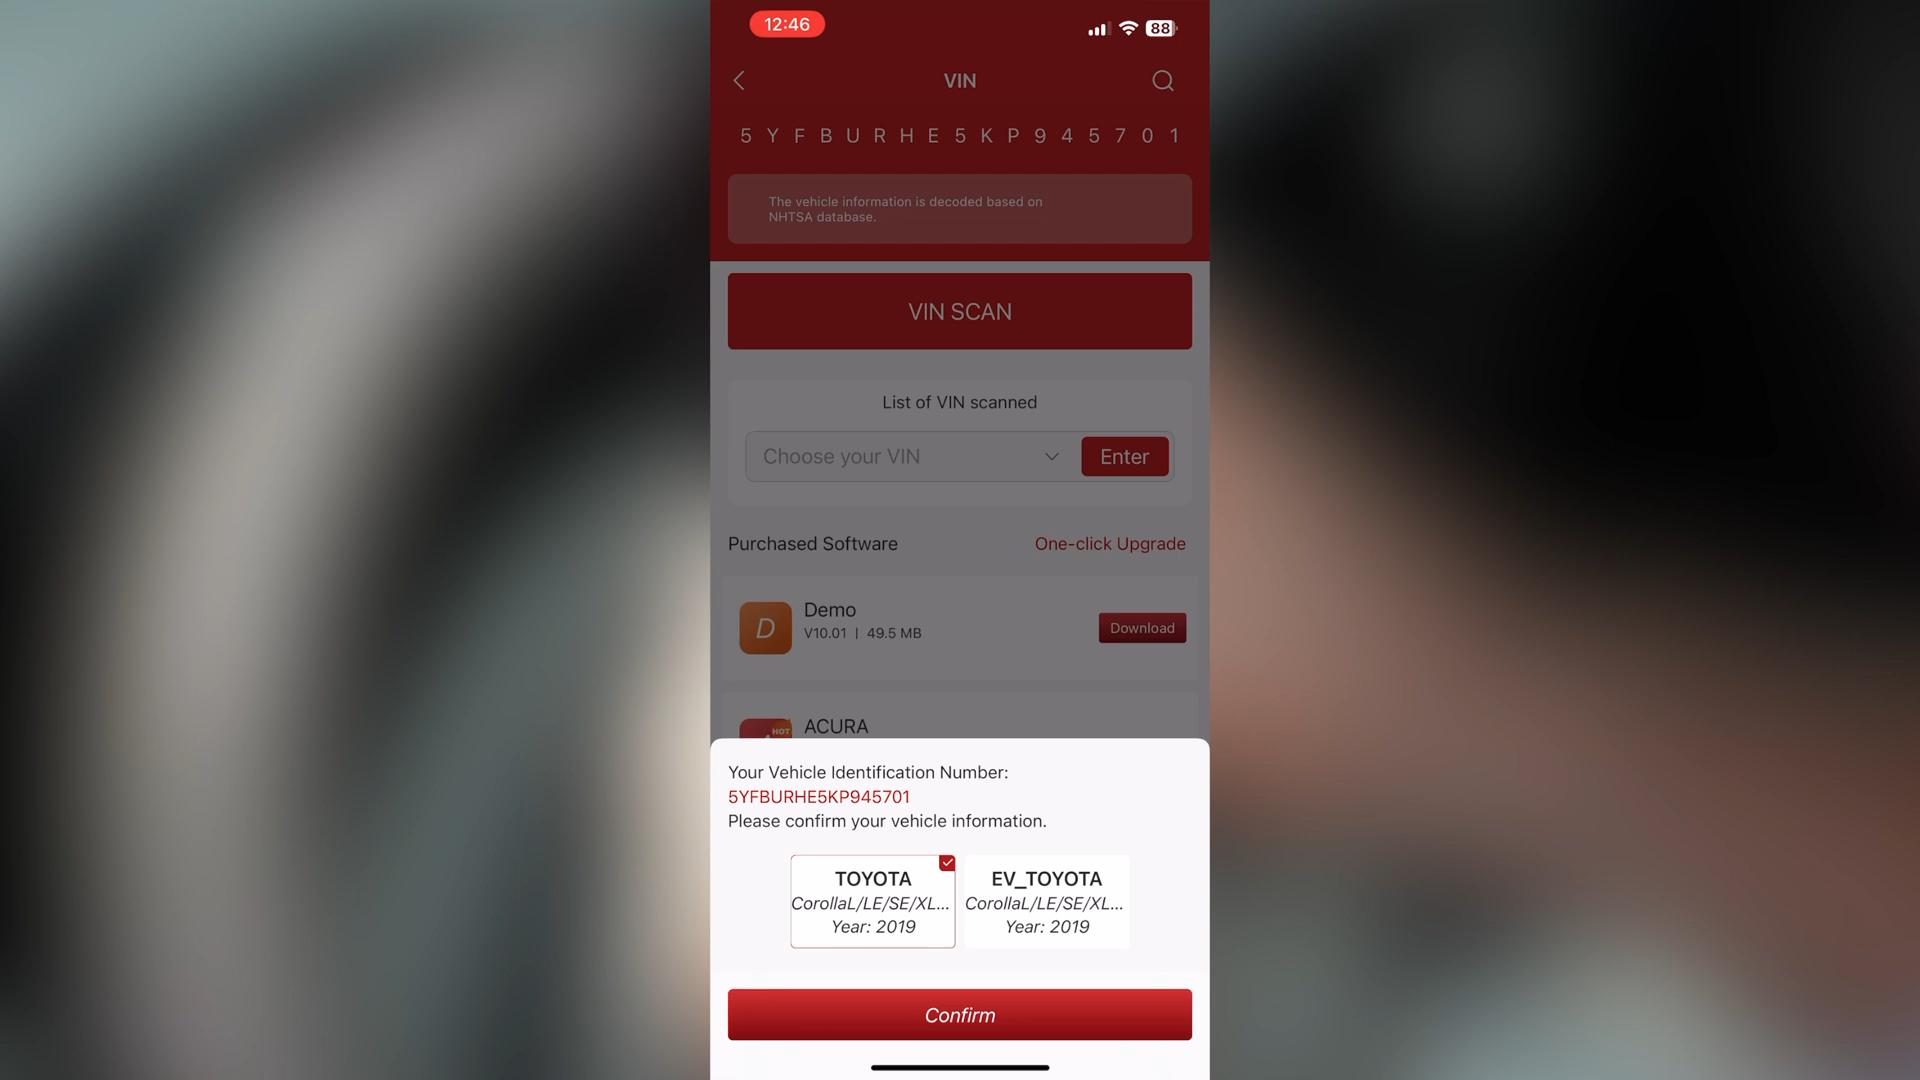 12:46
88
VIN
5 Y F B U R H E 5 K P 9 4 5 7 0 1
The vehicle information is decoded based on
NHTSA database.
VIN SCAN
List of VIN scanned
Choose your VIN
Enter
Purchased Software
One-click Upgrade
D
Demo
V10.01 | 49.5 MB
Download
HOT
ACURA
Your Vehicle Identification Number:
5YFBURHE5KP945701
Please confirm your vehicle information.
TOYOTA
CorollaL/LE/SE/XL...
Year: 2019
EV_TOYOTA
CorollaL/LE/SE/XL...
Year: 2019
Confirm